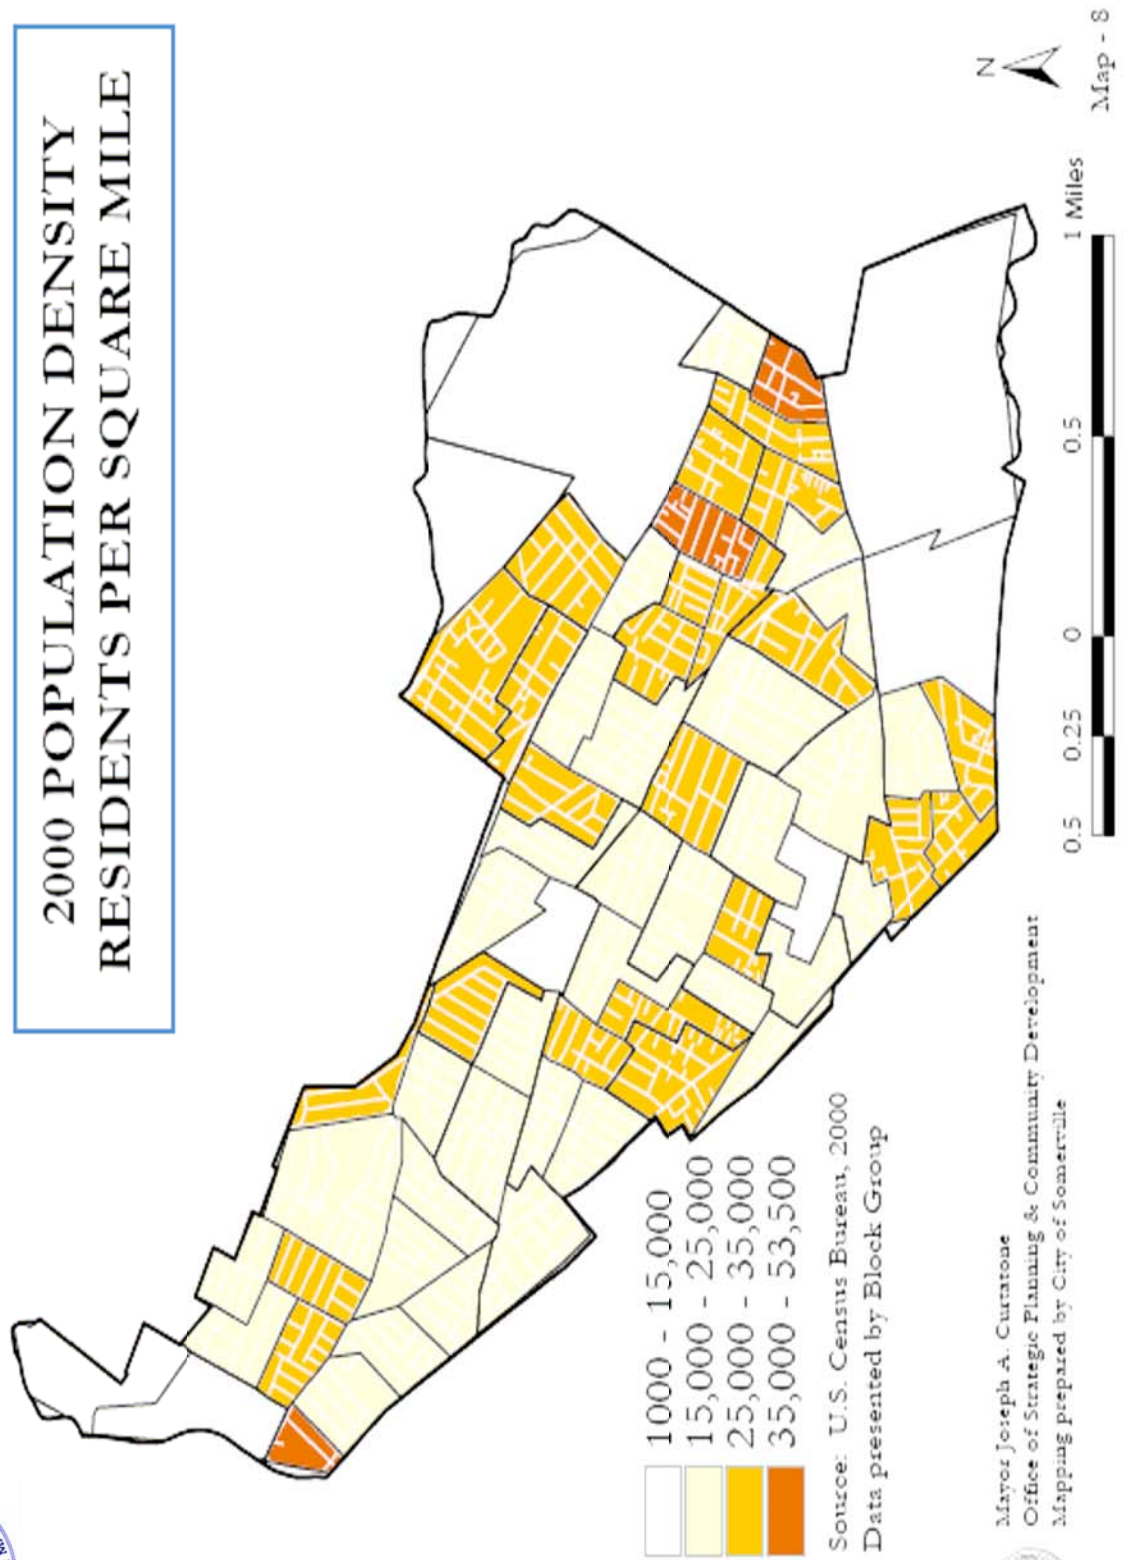 2000 POPULATION DENSITY
RESIDENTS PER SQUARE MILE
1000 - 15,000
15,000 - 25,000
25,000 - 35,000
35,000 - 53,500
Source: U.S. Census Bureau, 2000
Data presented by Block Group
Mayor Joseph A. Curtatone
Office of Strategic Planning & Community Development
Mapping prepared by City of Somerville
0.5 0.25 0 0.5 1 Miles
N
Map - 8